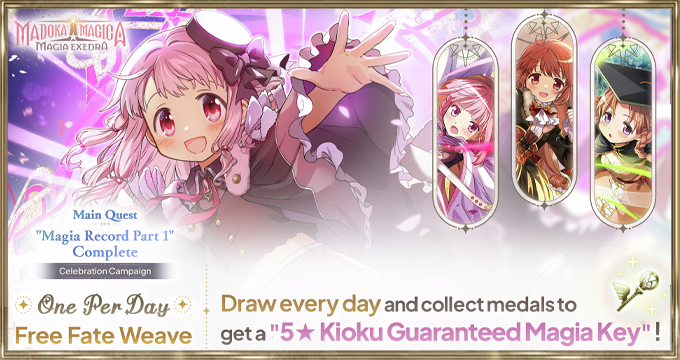 MADOKA MAGICA
MAGIA EXEDRA
Main Quest
"Magia Record Part 1"
Complete
Celebration Campaign
One Per Day
Free Fate Weave
Draw every day and collect medals to
get a "5★ Kioku Guaranteed Magia Key"!